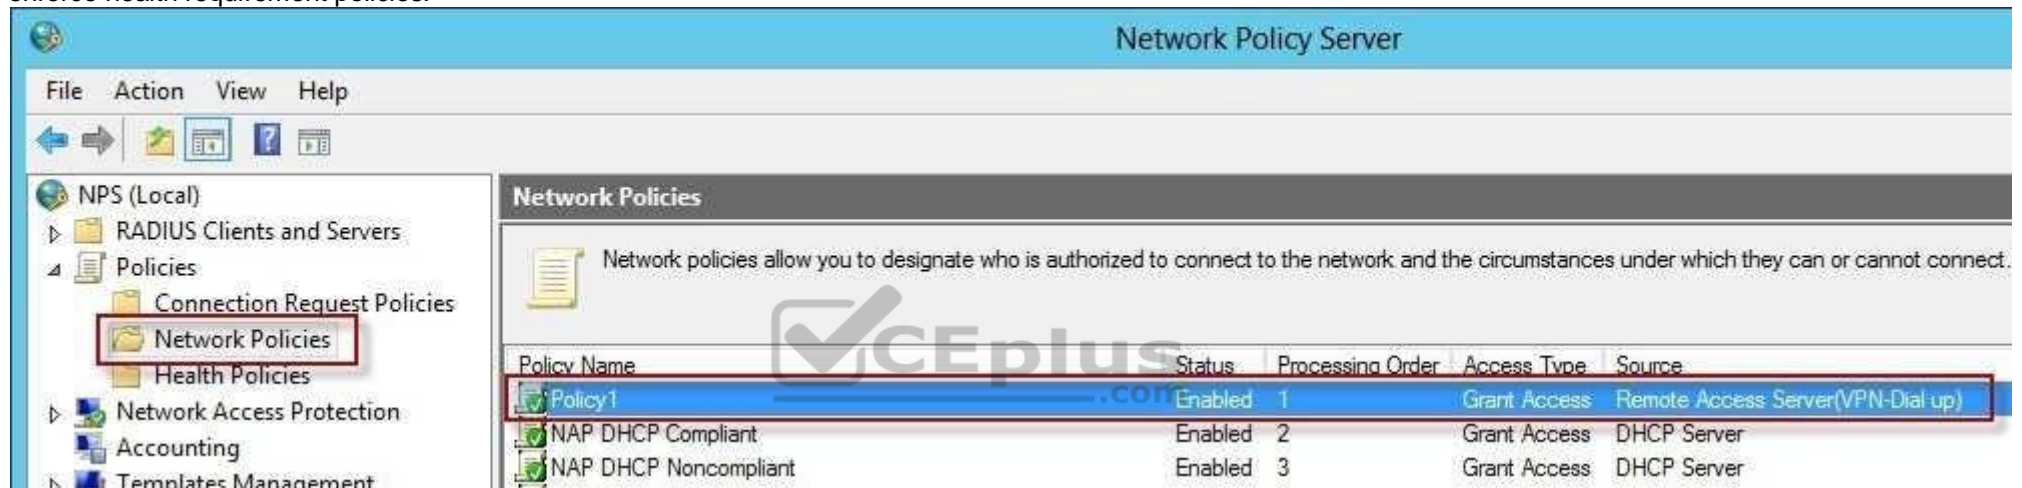 enforce health requirement policies.
Network Policy Server
File Action View Help
NPS (Local)
RADIUS Clients and Servers
Policies
Connection Request Policies
Network Policies
Health Policies
Network Access Protection
Accounting
Templates Management
Network Policies
Network policies allow you to designate who is authorized to connect to the network and the circumstances under which they can or cannot connect.
CEplus
.com
Policy Name Status Processing Order Access Type Source
Policy1 Enabled 1 Grant Access Remote Access Server(VPN-Dial up)
NAP DHCP Compliant Enabled 2 Grant Access DHCP Server
NAP DHCP Noncompliant Enabled 3 Grant Access DHCP Server